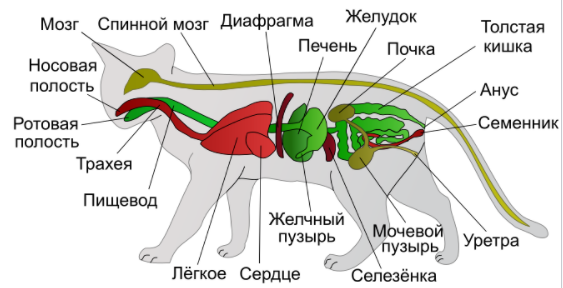 Мозг
Спинной мозг
Диафрагма
Желудок
Печень
Почка
Толстая
кишка
Носовая
полость
Анус
Семенник
Ротовая
полость
Трахея
Пищевод
Желчный
пузырь
Мочевой
пузырь
Уретра
Лёгкое
Сердце
Селезёнка